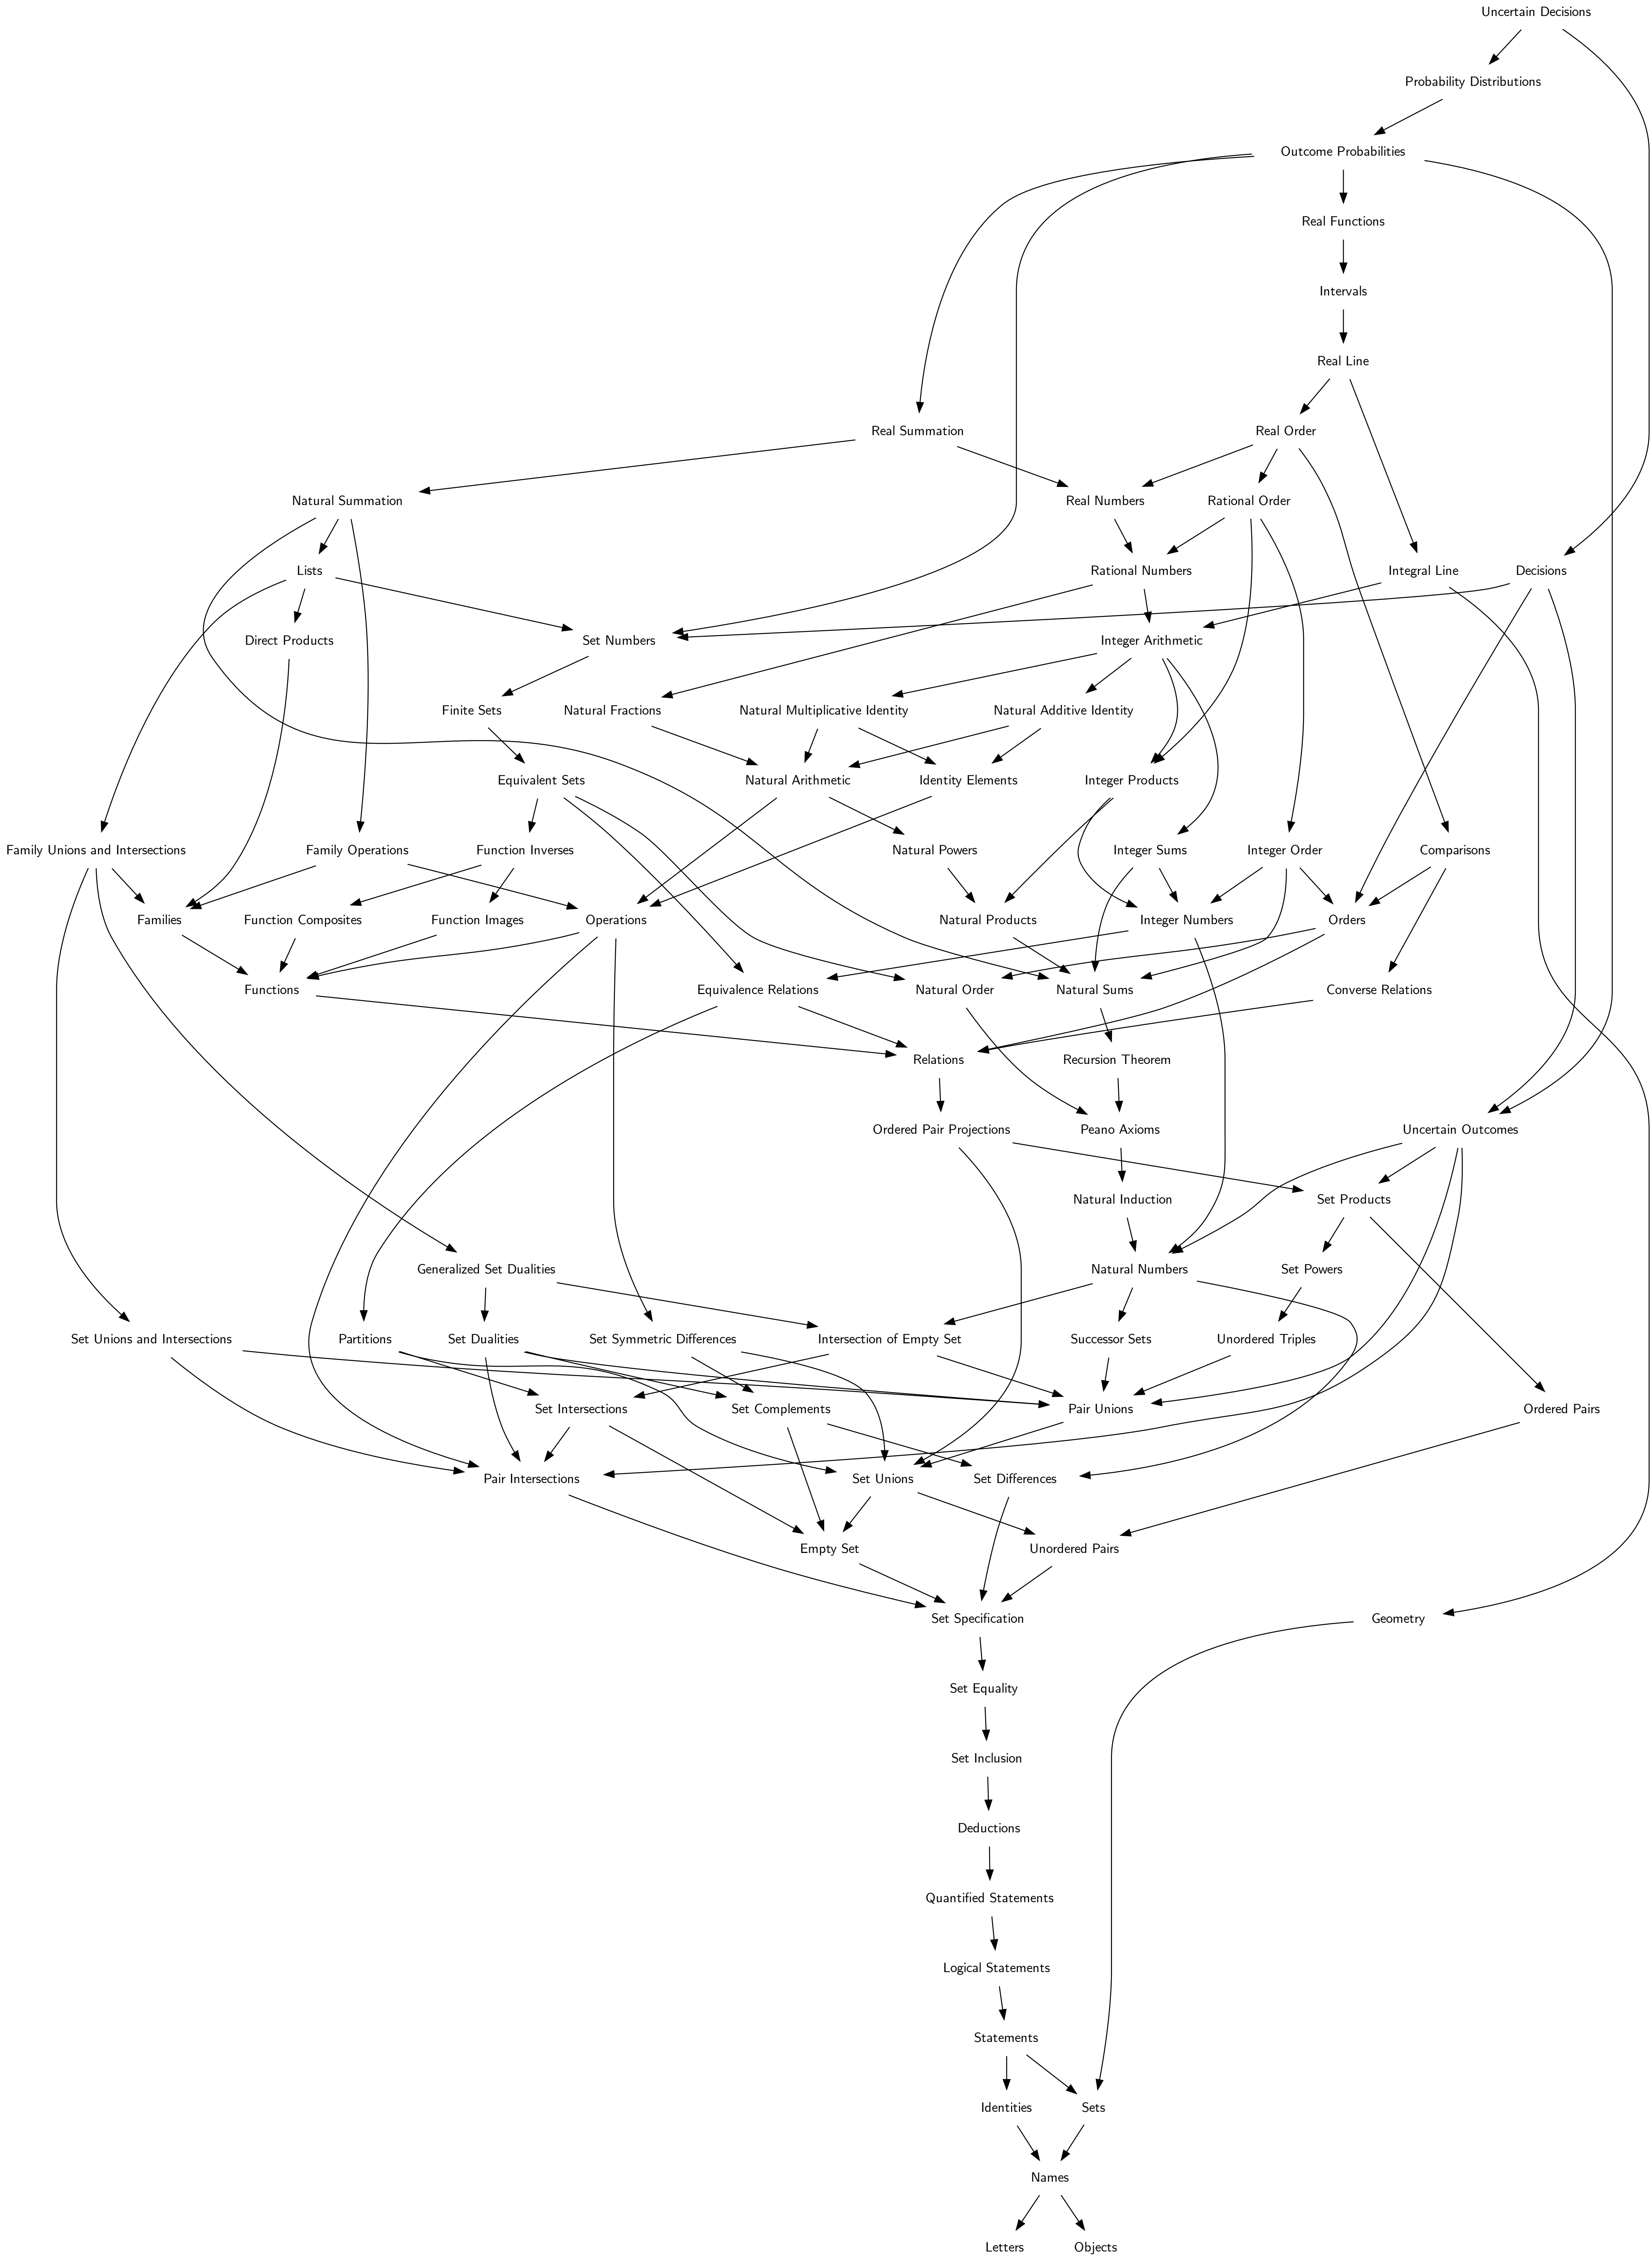 Uncertain Decisions
Probability Distributions
Outcome Probabilities
Real Functions
Intervals
Real Line
Real Summation
Real Order
Natural Summation
Real Numbers
Rational Order
Lists
Rational Numbers
Integral Line
Decisions
Direct Products
Set Numbers
Integer Arithmetic
Finite Sets
Natural Fractions
Natural Multiplicative Identity
Natural Additive Identity
Equivalent Sets
Natural Arithmetic
Identity Elements
Integer Products
Family Unions and Intersections
Family Operations
Function Inverses
Natural Powers
Integer Sums
Integer Order
Comparisons
Families
Function Composites
Function Images
Operations
Natural Products
Integer Numbers
Orders
Functions
Equivalence Relations
Natural Order
Natural Sums
Converse Relations
Relations
Recursion Theorem
Ordered Pair Projections
Peano Axioms
Uncertain Outcomes
Natural Induction
Set Products
Generalized Set Dualities
Natural Numbers
Set Powers
Set Unions and Intersections
Partitions
Set Dualities
Set Symmetric Differences
Intersection of Empty Set
Successor Sets
Unordered Triples
Set Intersections
Set Complements
Pair Unions
Ordered Pairs
Pair Intersections
Set Unions
Set Differences
Empty Set
Unordered Pairs
Set Specification
Geometry
Set Equality
Set Inclusion
Deductions
Quantified Statements
Logical Statements
Statements
Identities
Sets
Names
Letters
Objects